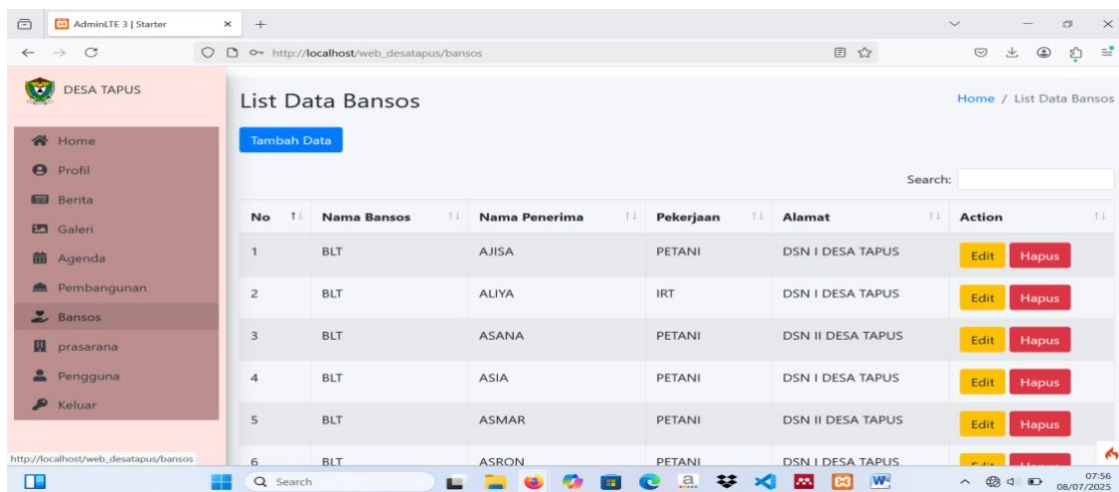 AdminLTE 3 | Starter
http://localhost/web_desatapus/bansos
DESA TAPUS
Home
Profil
Berita
Galeri
Agenda
Pembangunan
Bansos
prasarana
Pengguna
Keluar
List Data Bansos
Home / List Data Bansos
Tambah Data
Search:
No Nama Bansos Nama Penerima Pekerjaan Alamat Action
1 BLT AJISA PETANI DSN I DESA TAPUS Edit Hapus
2 BLT ALIYA IRT DSN I DESA TAPUS Edit Hapus
3 BLT ASANA PETANI DSN II DESA TAPUS Edit Hapus
4 BLT ASIA PETANI DSN I DESA TAPUS Edit Hapus
5 BLT ASMAR PETANI DSN II DESA TAPUS Edit Hapus
6 BLT ASRON PETANI DSN I DESA TAPUS
http://localhost/web_desatapus/bansos
Search
07:56
08/07/2025